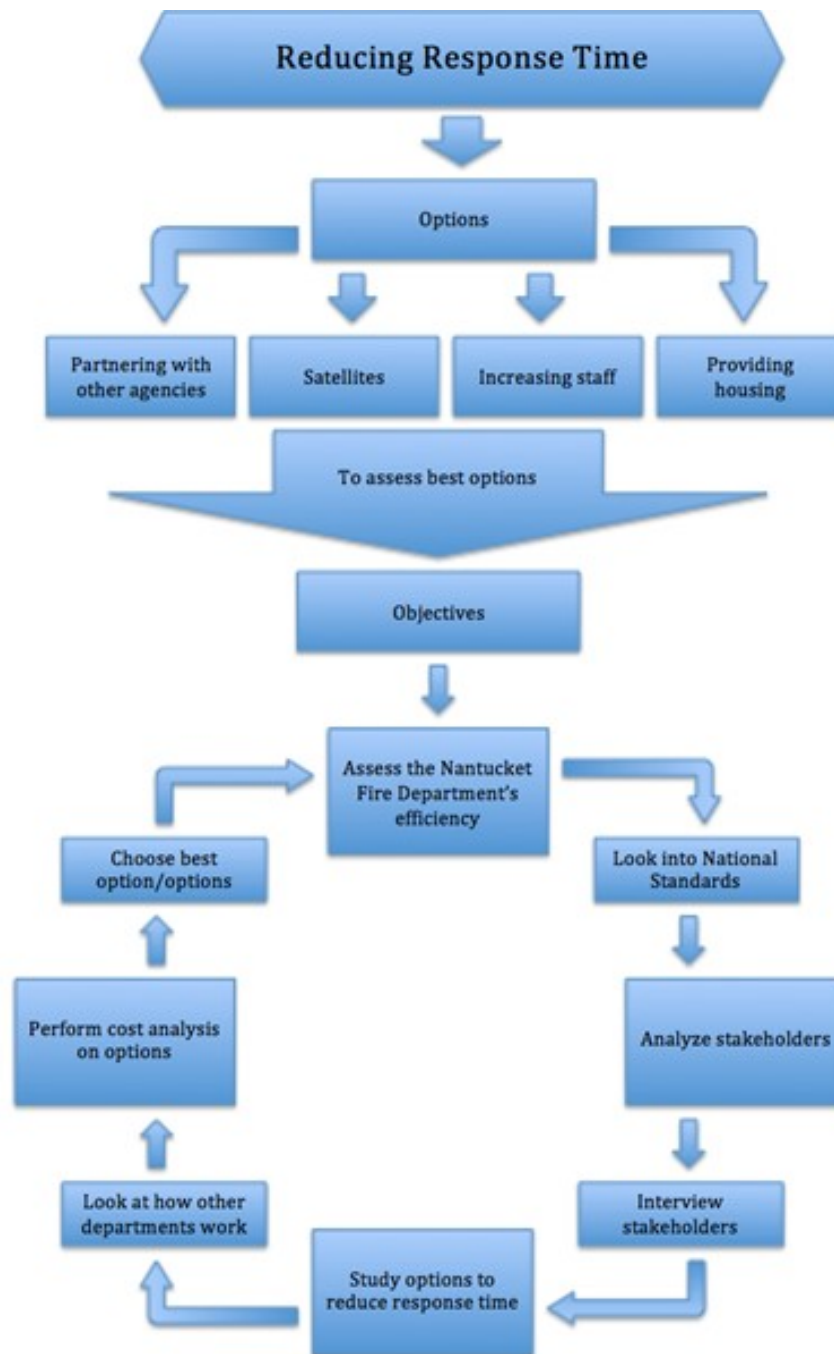 Reducing Response Time
Options
Partnering with
other agencies
Satellites
Increasing staff
Providing
housing
To assess best options
Objectives
Assess the Nantucket
Fire Department's
efficiency
Choose best
option/options
Look into National
Standards
Perform cost analysis
on options
Analyze stakeholders
Look at how other
departments work
Interview
stakeholders
Study options to
reduce response time